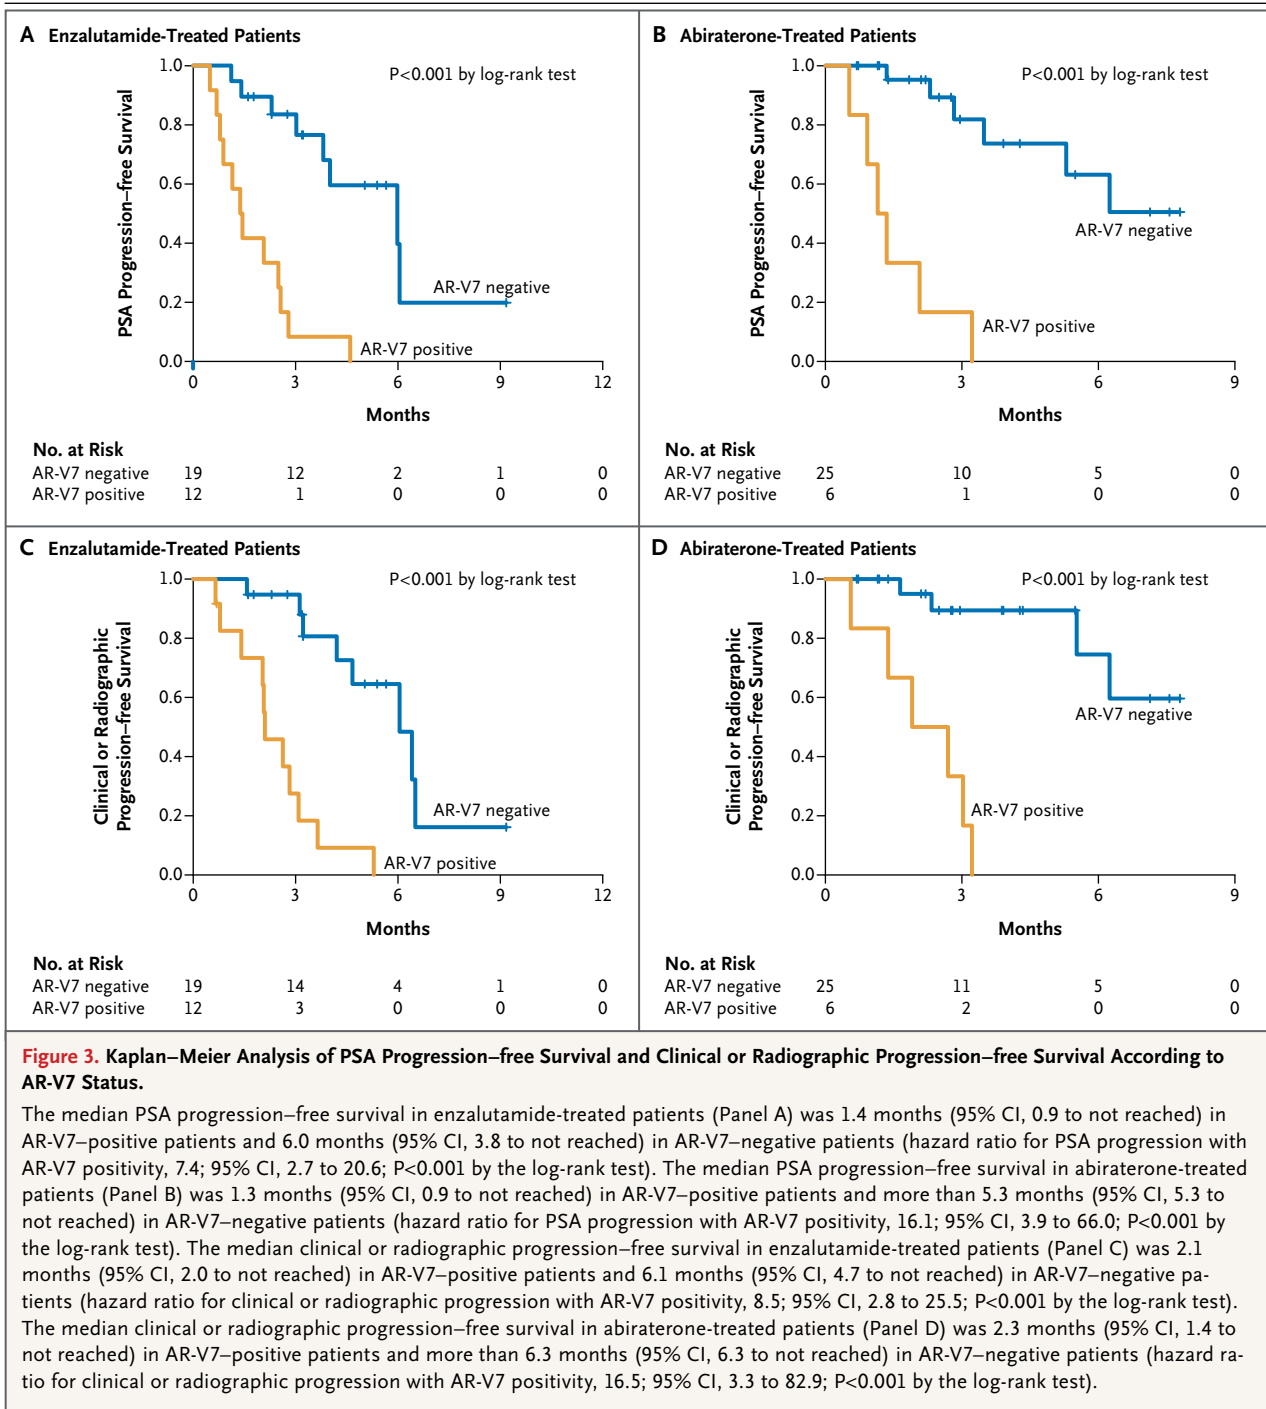 A Enzalutamide-Treated Patients
P<0.001 by log-rank test
PSA Progression–free Survival
1.0
0.8
0.6
0.4
0.2
0.0
AR-V7 negative
AR-V7 positive
0 3 6 9 12
Months
No. at Risk
AR-V7 negative 19 12 2 1 0
AR-V7 positive 12 1 0 0 0
B Abiraterone-Treated Patients
P<0.001 by log-rank test
PSA Progression–free Survival
1.0
0.8
0.6
0.4
0.2
0.0
AR-V7 negative
AR-V7 positive
0 3 6 9
Months
No. at Risk
AR-V7 negative 25 10 5 0
AR-V7 positive 6 1 0 0
C Enzalutamide-Treated Patients
P<0.001 by log-rank test
Clinical or Radiographic
Progression–free Survival
1.0
0.8
0.6
0.4
0.2
0.0
AR-V7 negative
AR-V7 positive
0 3 6 9 12
Months
No. at Risk
AR-V7 negative 19 14 4 1 0
AR-V7 positive 12 3 0 0 0
D Abiraterone-Treated Patients
P<0.001 by log-rank test
Clinical or Radiographic
Progression–free Survival
1.0
0.8
0.6
0.4
0.2
0.0
AR-V7 negative
AR-V7 positive
0 3 6 9
Months
No. at Risk
AR-V7 negative 25 11 5 0
AR-V7 positive 6 2 0 0
Figure 3. Kaplan–Meier Analysis of PSA Progression–free Survival and Clinical or Radiographic Progression–free Survival According to
AR-V7 Status.
The median PSA progression–free survival in enzalutamide-treated patients (Panel A) was 1.4 months (95% CI, 0.9 to not reached) in
AR-V7–positive patients and 6.0 months (95% CI, 3.8 to not reached) in AR-V7–negative patients (hazard ratio for PSA progression with
AR-V7 positivity, 7.4; 95% CI, 2.7 to 20.6; P<0.001 by the log-rank test). The median PSA progression–free survival in abiraterone-treated
patients (Panel B) was 1.3 months (95% CI, 0.9 to not reached) in AR-V7–positive patients and more than 5.3 months (95% CI, 5.3 to
not reached) in AR-V7–negative patients (hazard ratio for PSA progression with AR-V7 positivity, 16.1; 95% CI, 3.9 to 66.0; P<0.001 by
the log-rank test). The median clinical or radiographic progression–free survival in enzalutamide-treated patients (Panel C) was 2.1
months (95% CI, 2.0 to not reached) in AR-V7–positive patients and 6.1 months (95% CI, 4.7 to not reached) in AR-V7–negative pa-
tients (hazard ratio for clinical or radiographic progression with AR-V7 positivity, 8.5; 95% CI, 2.8 to 25.5; P<0.001 by the log-rank test).
The median clinical or radiographic progression–free survival in abiraterone-treated patients (Panel D) was 2.3 months (95% CI, 1.4 to
not reached) in AR-V7–positive patients and more than 6.3 months (95% CI, 6.3 to not reached) in AR-V7–negative patients (hazard ra-
tio for clinical or radiographic progression with AR-V7 positivity, 16.5; 95% CI, 3.3 to 82.9; P<0.001 by the log-rank test).